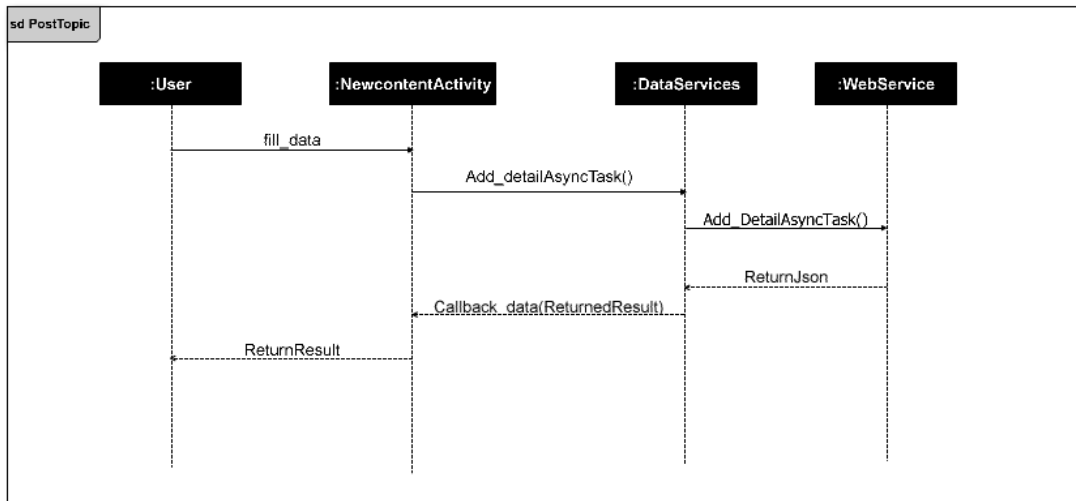 sd PostTopic
:User
:NewcontentActivity
:DataServices
:WebService
fill_data
Add_detailAsyncTask()
Add_DetailAsyncTask()
ReturnJson
Callback_data(ReturnedResult)
ReturnResult